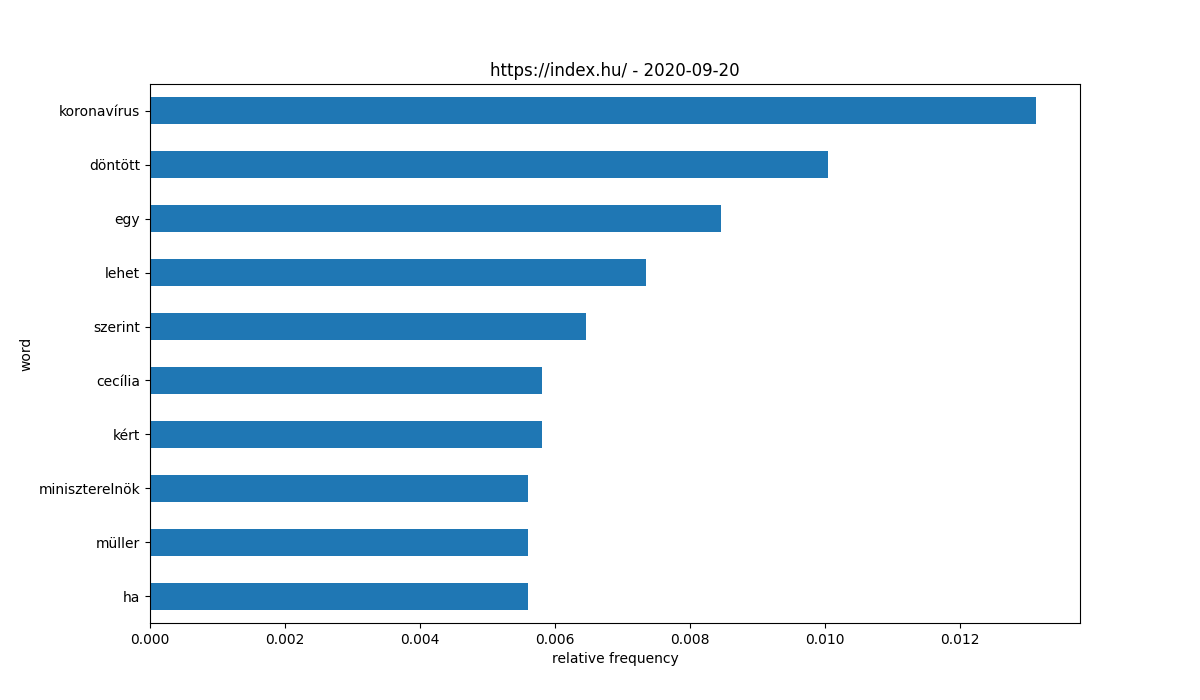 https://index.hu/ - 2020-09-20
word
koronavírus
döntött
egy
lehet
szerint
cecília
kért
miniszterelnök
müller
ha
0.000 0.002 0.004 0.006 0.008 0.010 0.012
relative frequency